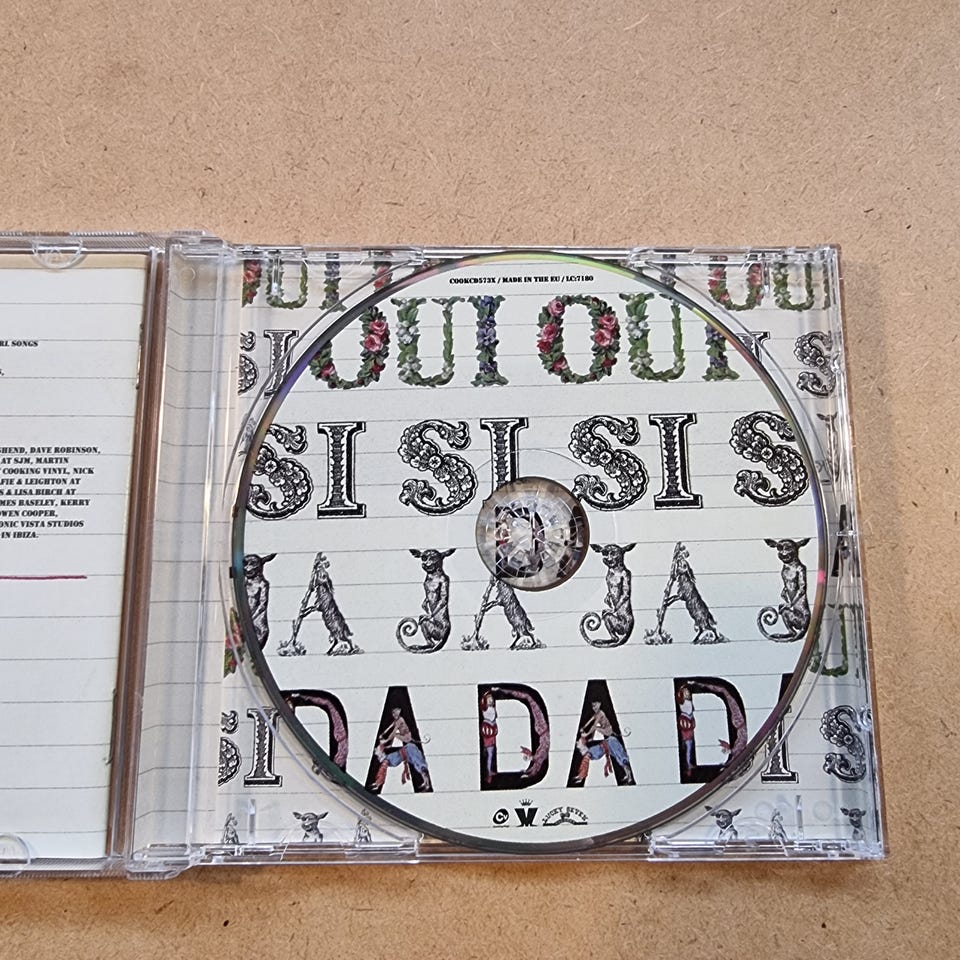 RL SONGS
SHEND, DAVE ROBINSON,
AT SJM, MARTIN
COOKING VINYL, NICK
FIE & LEIGHTON AT
S & LISA BIRCH AT
MES BASELEY, KERRY
OWEN COOPER,
ONIC VISTA STUDIOS
IN IBIZA.
COOKCD573X / MADE IN THE EU / LC:7180
OUI OUI
SI SI SI S
JA JA JA J
DA DA DA
LUCKY SEVEN